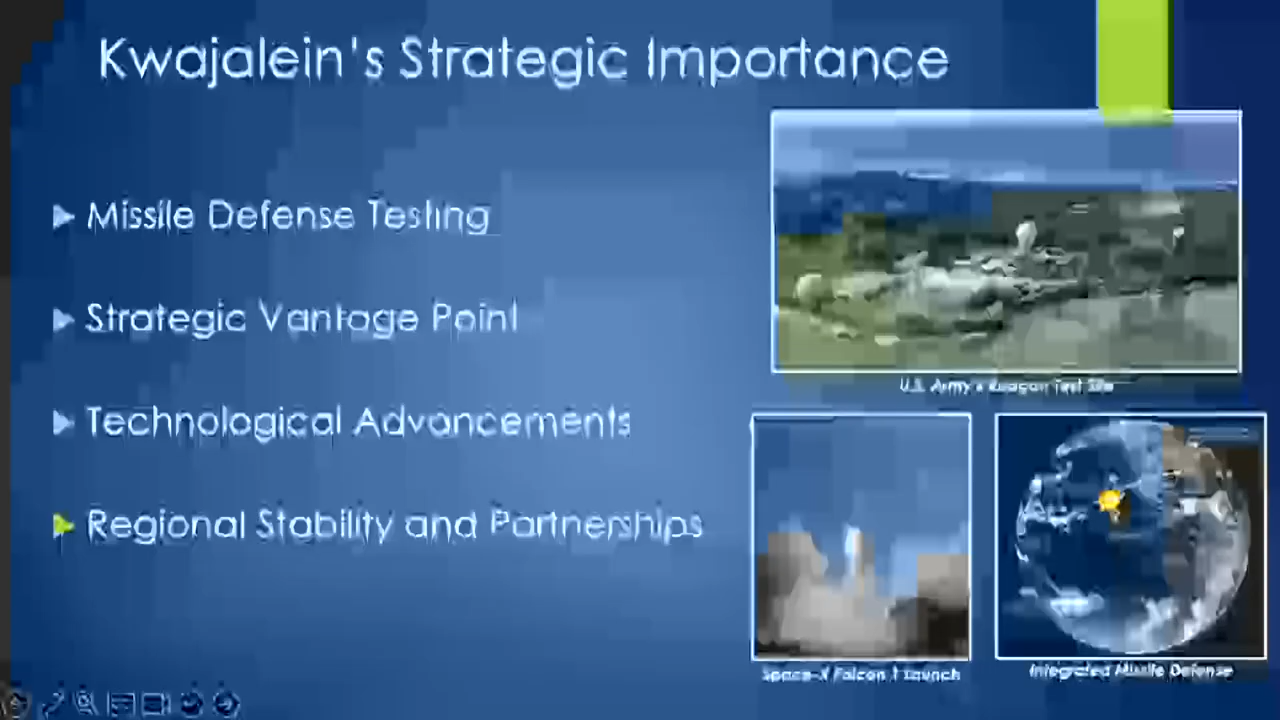 Kwajalein's Strategic Importance
Missile Defense Testing
Strategic Vantage Point
Technological Advancements
Regional Stability and Partnerships
U.S. Army's Reagan Test Site
Space-X Falcon 1 Launch
Integrated Missile Defense